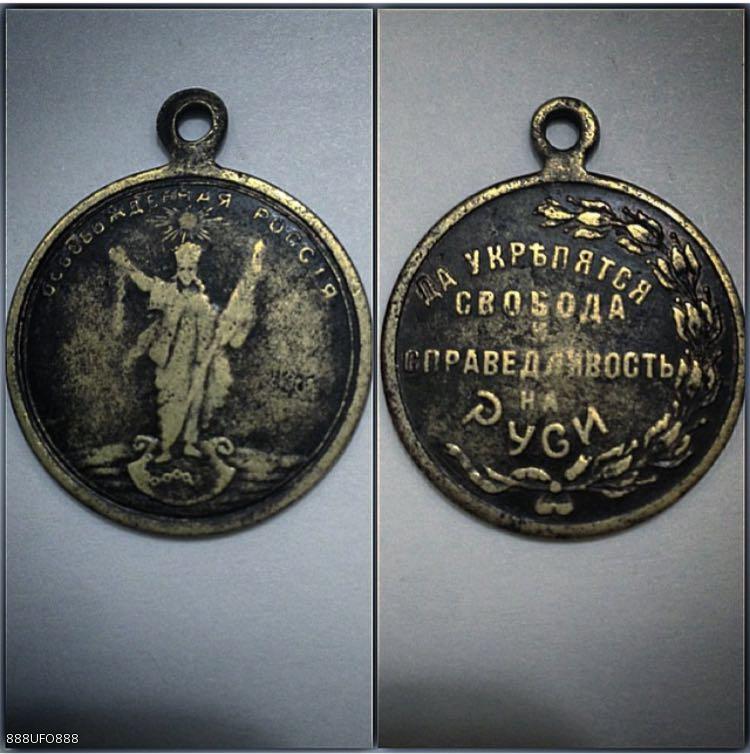 ОСВОБОЖДЕННАЯ РОССІЯ
ДА УКРѢПЯТСЯ
СВОБОДА
И
СПРАВЕДЛИВОСТЬ
НА
РУСИ
888UFO888